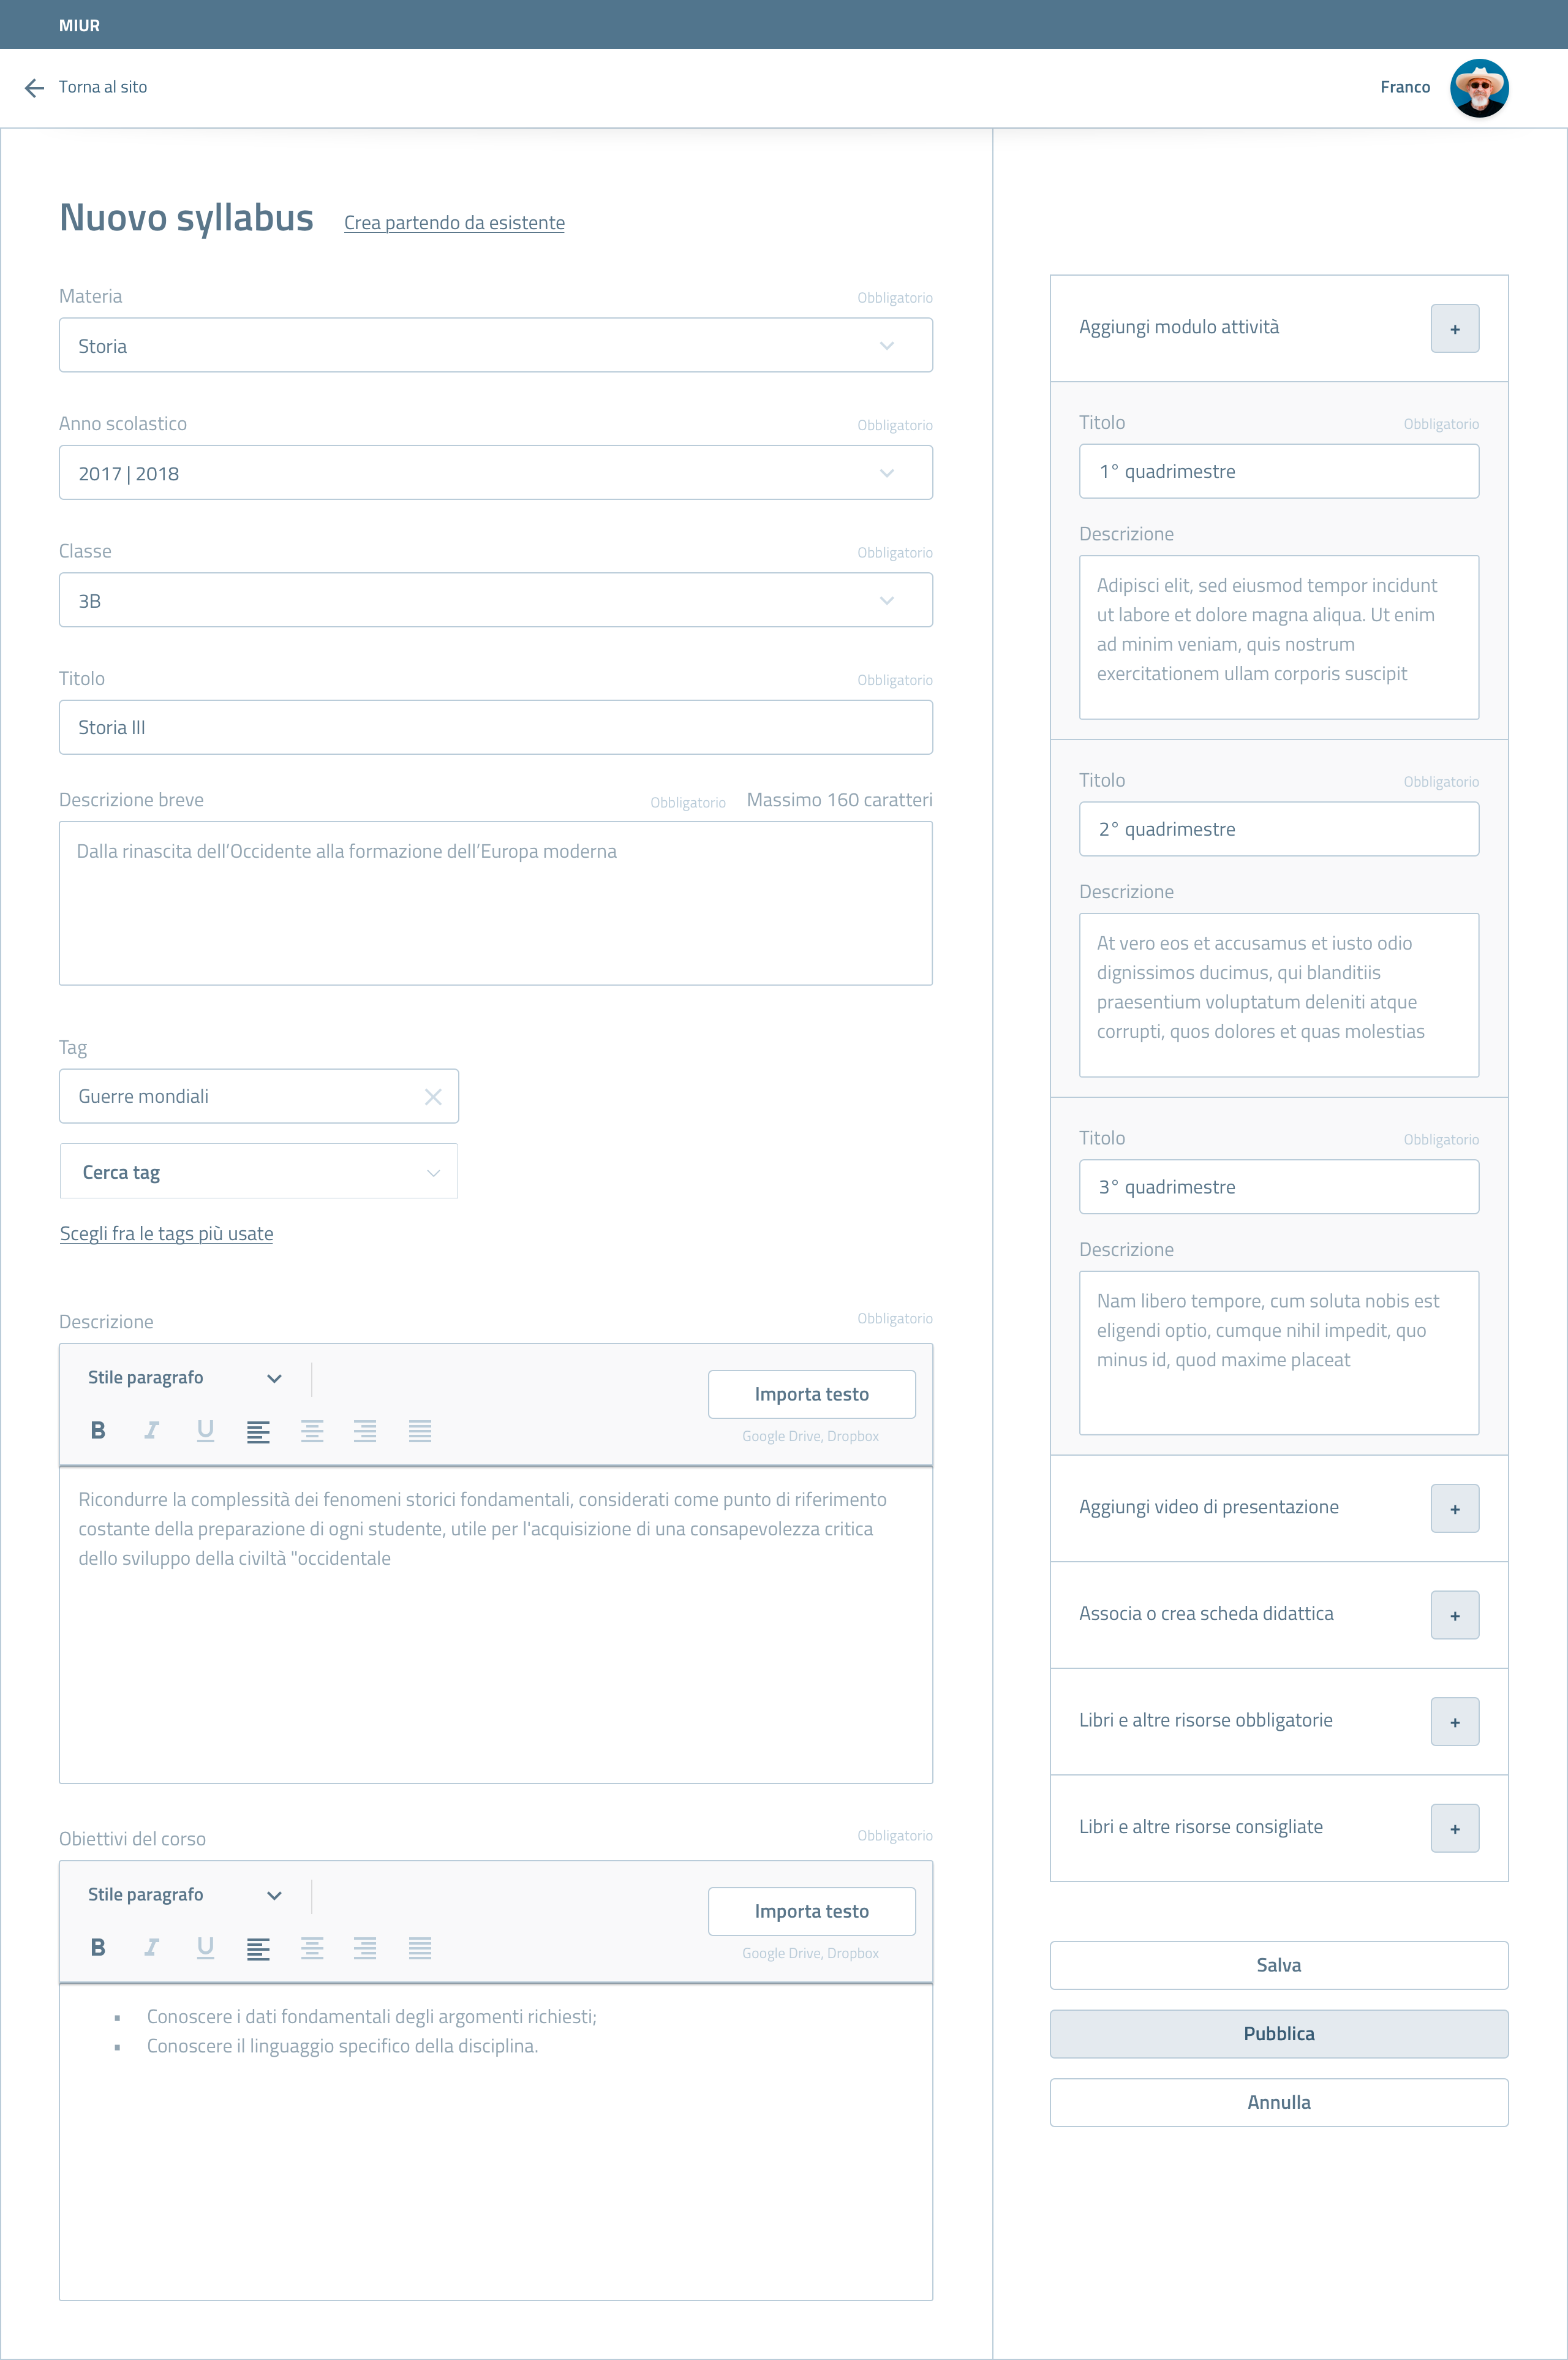 MIUR
Torna al sito
Franco
Nuovo syllabus
Crea partendo da esistente
Materia
Obbligatorio
Storia
Anno scolastico
Obbligatorio
2017 | 2018
Classe
Obbligatorio
3B
Titolo
Obbligatorio
Storia III
Descrizione breve
Obbligatorio
Massimo 160 caratteri
Dalla rinascita dell’Occidente alla formazione dell’Europa moderna
Tag
Guerre mondiali
Cerca tag
Scegli fra le tags più usate
Descrizione
Obbligatorio
Stile paragrafo
Importa testo
B I U
Google Drive, Dropbox
Ricondurre la complessità dei fenomeni storici fondamentali, considerati come punto di riferimento
costante della preparazione di ogni studente, utile per l'acquisizione di una consapevolezza critica
dello sviluppo della civiltà "occidentale
Obiettivi del corso
Obbligatorio
Stile paragrafo
Importa testo
B I U
Google Drive, Dropbox
▪ Conoscere i dati fondamentali degli argomenti richiesti;
▪ Conoscere il linguaggio specifico della disciplina.
Aggiungi modulo attività
+
Titolo
Obbligatorio
1° quadrimestre
Descrizione
Adipisci elit, sed eiusmod tempor incidunt
ut labore et dolore magna aliqua. Ut enim
ad minim veniam, quis nostrum
exercitationem ullam corporis suscipit
Titolo
Obbligatorio
2° quadrimestre
Descrizione
At vero eos et accusamus et iusto odio
dignissimos ducimus, qui blanditiis
praesentium voluptatum deleniti atque
corrupti, quos dolores et quas molestias
Titolo
Obbligatorio
3° quadrimestre
Descrizione
Nam libero tempore, cum soluta nobis est
eligendi optio, cumque nihil impedit, quo
minus id, quod maxime placeat
Aggiungi video di presentazione
+
Associa o crea scheda didattica
+
Libri e altre risorse obbligatorie
+
Libri e altre risorse consigliate
+
Salva
Pubblica
Annulla